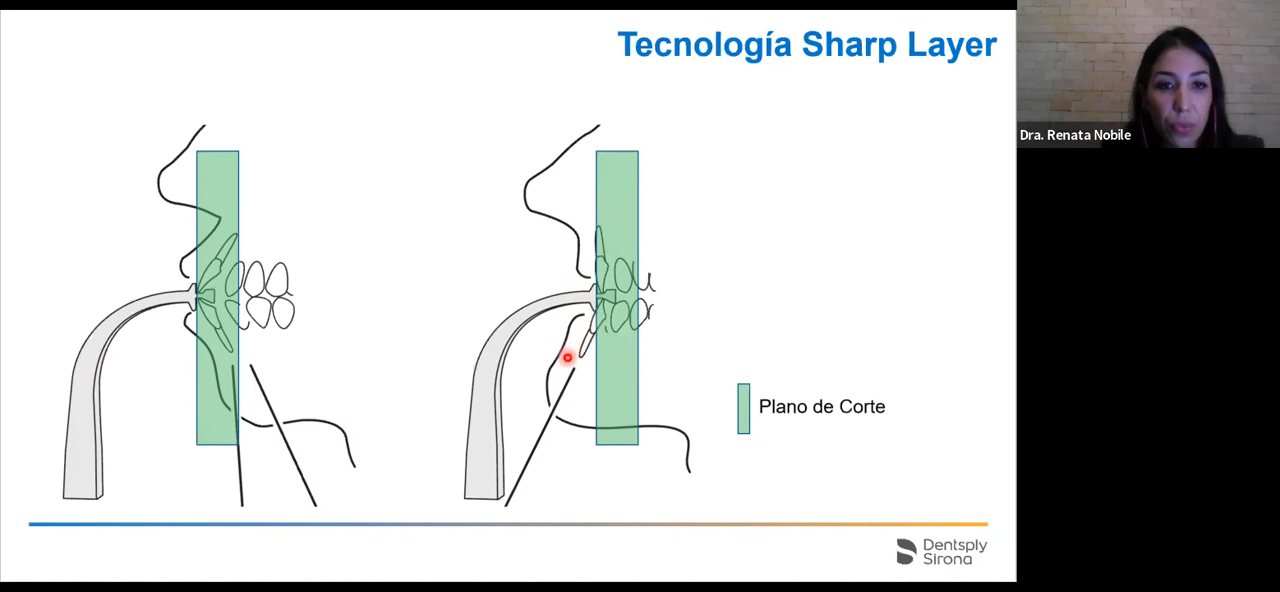 Tecnología Sharp Layer
Dra. Renata Nobile
Plano de Corte
Dentsply
Sirona